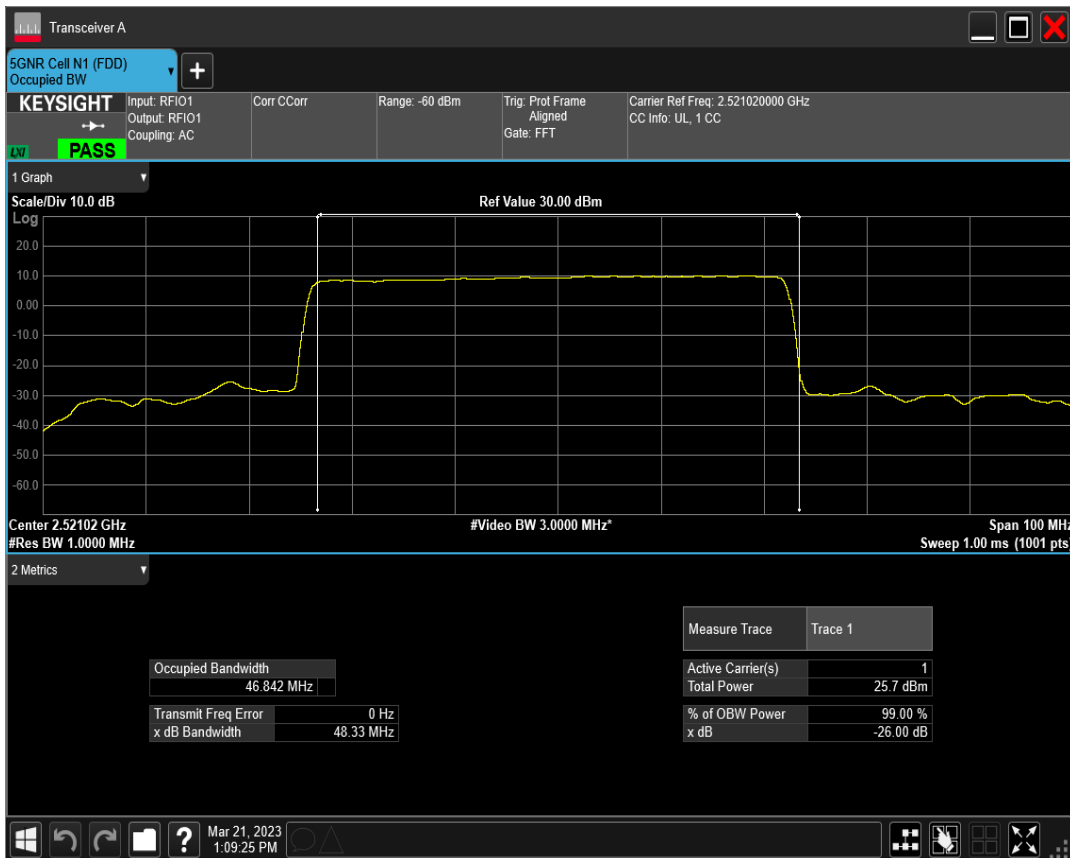 Transceiver A
5GNR Cell N1 (FDD)
Occupied BW
+
KEYSIGHT
LXI
PASS
Input: RFIO1
Output: RFIO1
Coupling: AC
Corr CCorr
Range: -60 dBm
Trig: Prot Frame
Aligned
Gate: FFT
Carrier Ref Freq: 2.521020000 GHz
CC Info: UL, 1 CC
1 Graph
Scale/Div 10.0 dB
Ref Value 30.00 dBm
Log
20.0
10.0
0.00
-10.0
-20.0
-30.0
-40.0
-50.0
-60.0
Center 2.52102 GHz
#Video BW 3.0000 MHz*
Span 100 MHz
#Res BW 1.0000 MHz
Sweep 1.00 ms (1001 pts)
2 Metrics
Measure Trace Trace 1
Occupied Bandwidth
46.842 MHz
Active Carrier(s) 1
Total Power 25.7 dBm
Transmit Freq Error 0 Hz
x dB Bandwidth 48.33 MHz
% of OBW Power 99.00 %
x dB -26.00 dB
?
Mar 21, 2023
1:09:25 PM